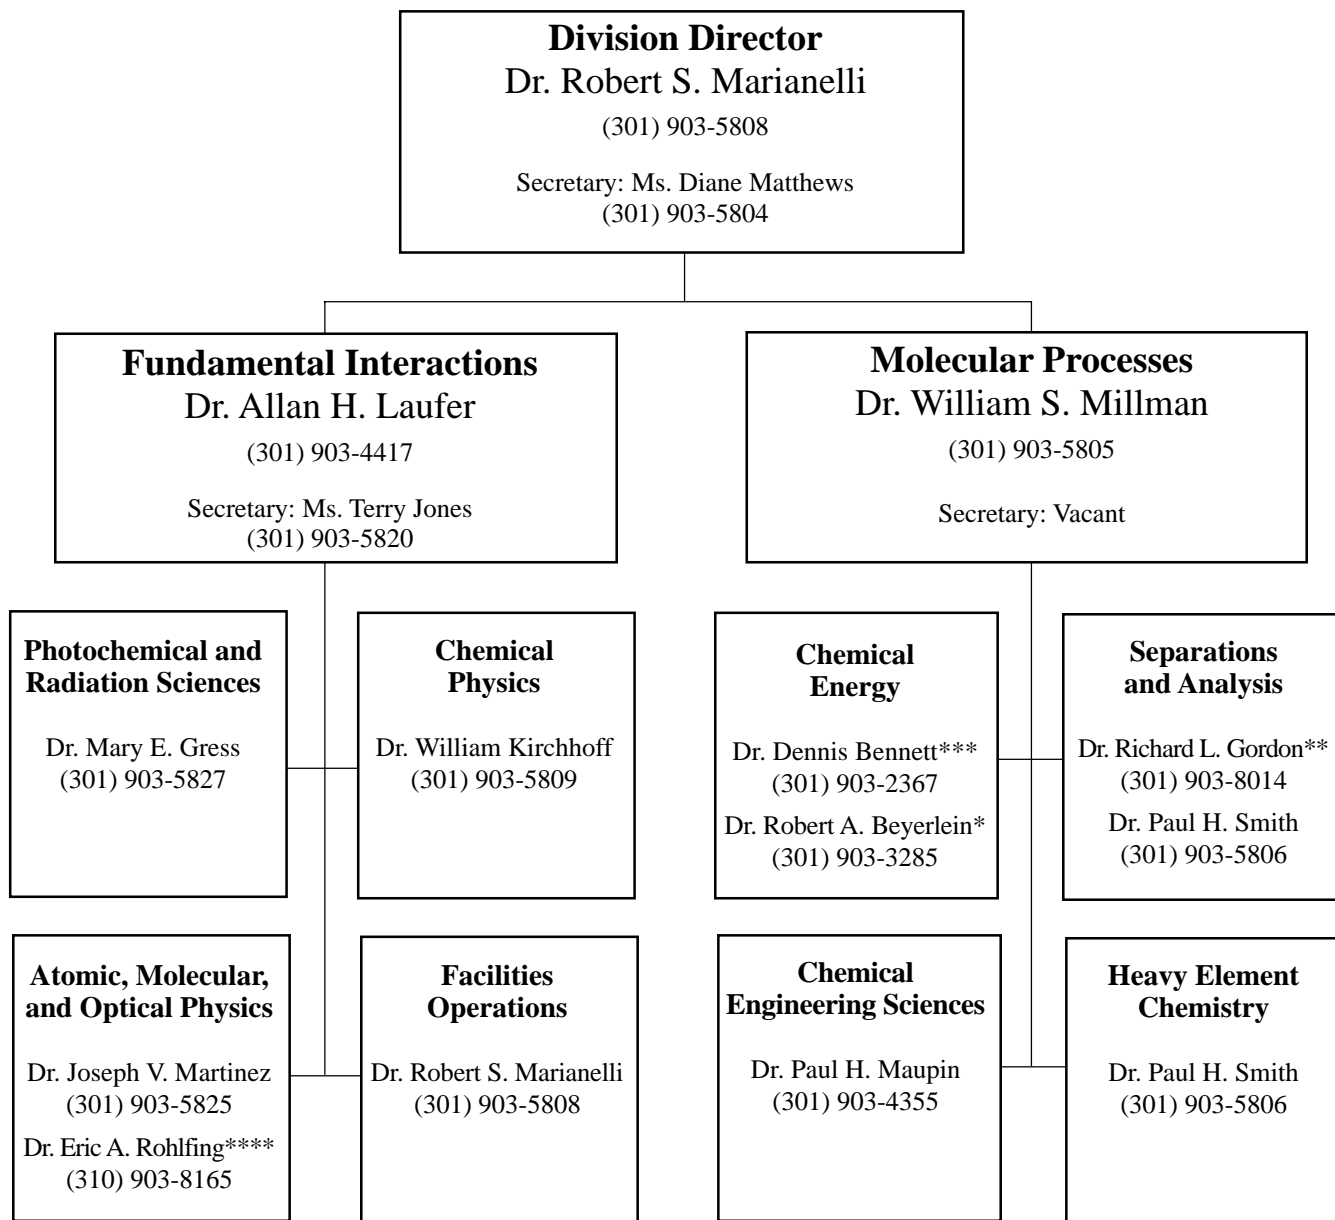 Division Director
Dr. Robert S. Marianelli
(301) 903-5808
Secretary: Ms. Diane Matthews
(301) 903-5804
Fundamental Interactions
Dr. Allan H. Laufer
(301) 903-4417
Secretary: Ms. Terry Jones
(301) 903-5820
Molecular Processes
Dr. William S. Millman
(301) 903-5805
Secretary: Vacant
Photochemical and
Radiation Sciences
Dr. Mary E. Gress
(301) 903-5827
Chemical
Physics
Dr. William Kirchhoff
(301) 903-5809
Chemical
Energy
Dr. Dennis Bennett***
(301) 903-2367
Dr. Robert A. Beyerlein*
(301) 903-3285
Separations
and Analysis
Dr. Richard L. Gordon**
(301) 903-8014
Dr. Paul H. Smith
(301) 903-5806
Atomic, Molecular,
and Optical Physics
Dr. Joseph V. Martinez
(301) 903-5825
Dr. Eric A. Rohlfing****
(310) 903-8165
Facilities
Operations
Dr. Robert S. Marianelli
(301) 903-5808
Chemical
Engineering Sciences
Dr. Paul H. Maupin
(301) 903-4355
Heavy Element
Chemistry
Dr. Paul H. Smith
(301) 903-5806